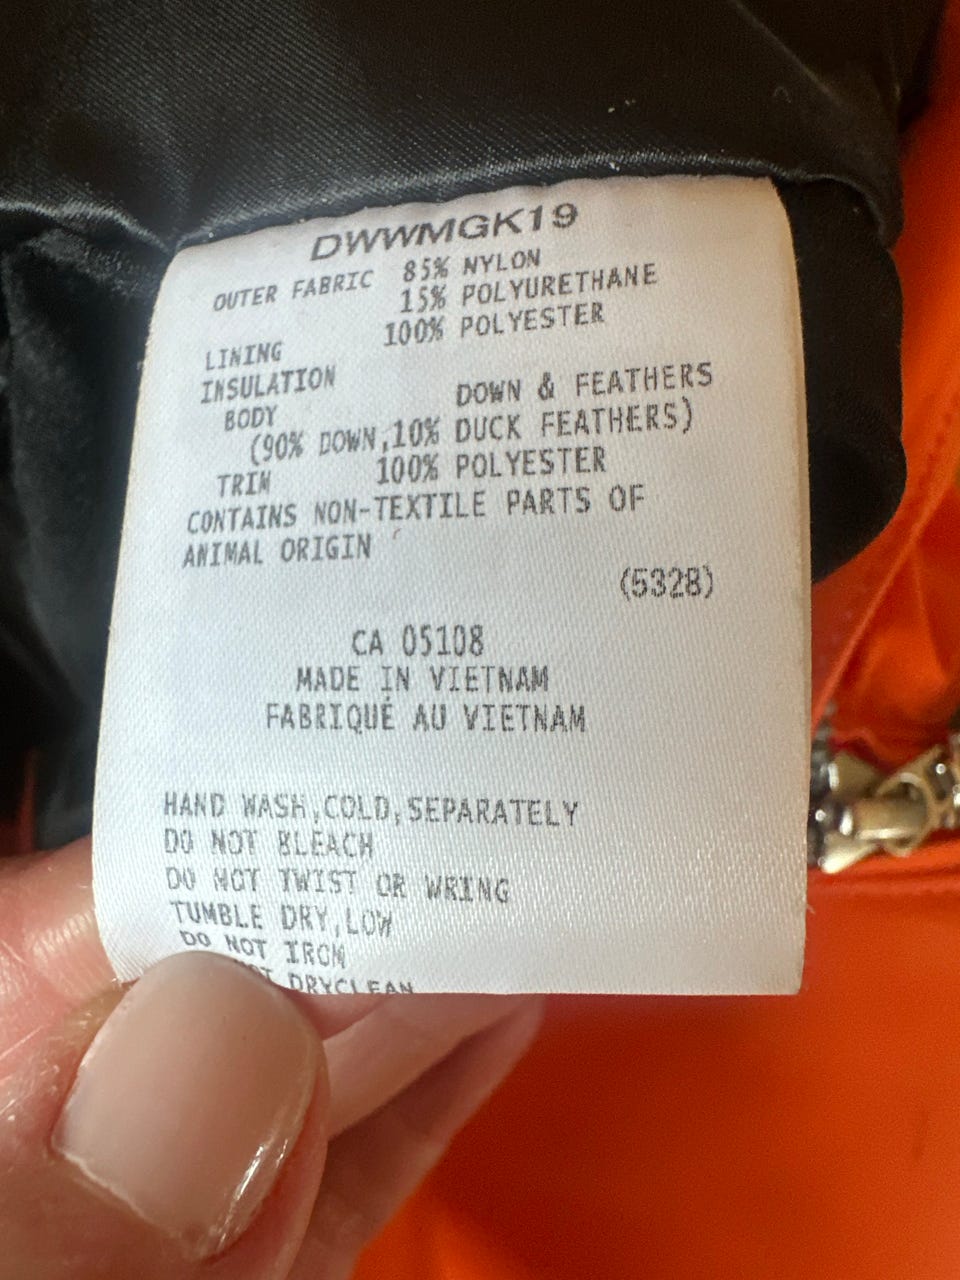 DWWMGK19
OUTER FABRIC 85% NYLON
15% POLYURETHANE
LINING 100% POLYESTER
INSULATION
BODY DOWN & FEATHERS
(90% DOWN,10% DUCK FEATHERS)
TRIM 100% POLYESTER
CONTAINS NON-TEXTILE PARTS OF
ANIMAL ORIGIN
(5328)
CA 05108
MADE IN VIETNAM
FABRIQUÉ AU VIETNAM
HAND WASH,COLD,SEPARATELY
DO NOT BLEACH
DO NOT TWIST OR WRING
TUMBLE DRY,LOW
DO NOT IRON
DRYCLEAN